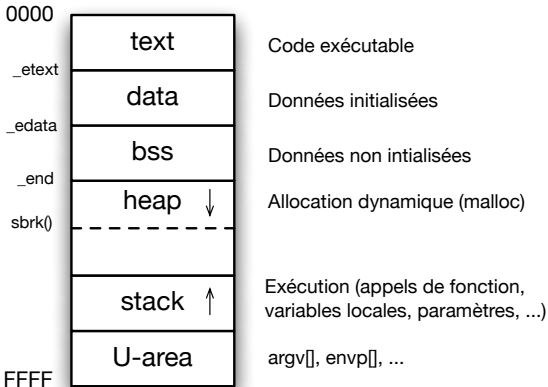 0000
text
Code exécutable
_etext
data
Données initialisées
_edata
bss
Données non intialisées
_end
heap
Allocation dynamique (malloc)
sbrk()
stack
Exécution (appels de fonction,
variables locales, paramètres, ...)
U-area
argv[], envp[], ...
FFFF